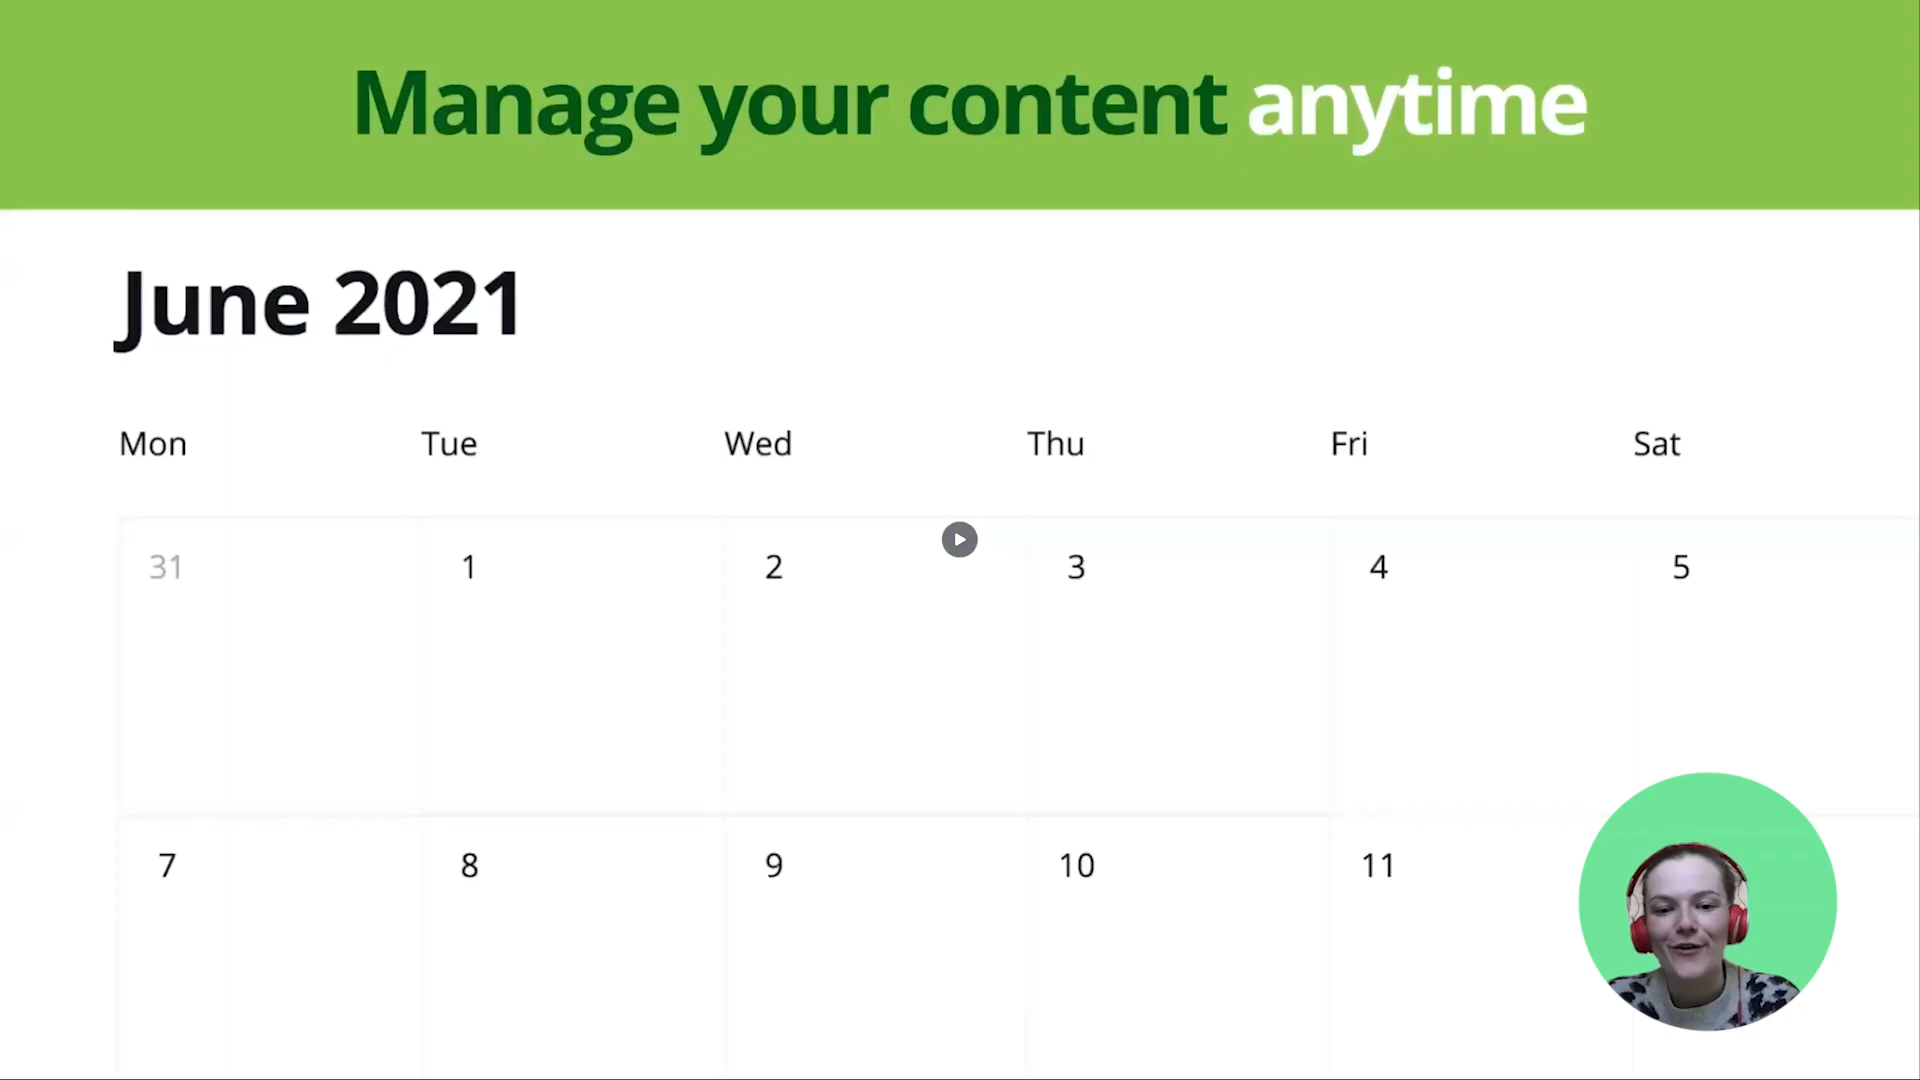 Manage your content anytime
June 2021
Mon Tue Wed Thu Fri Sat
31 1 2 3 4 5
7 8 9 10 11